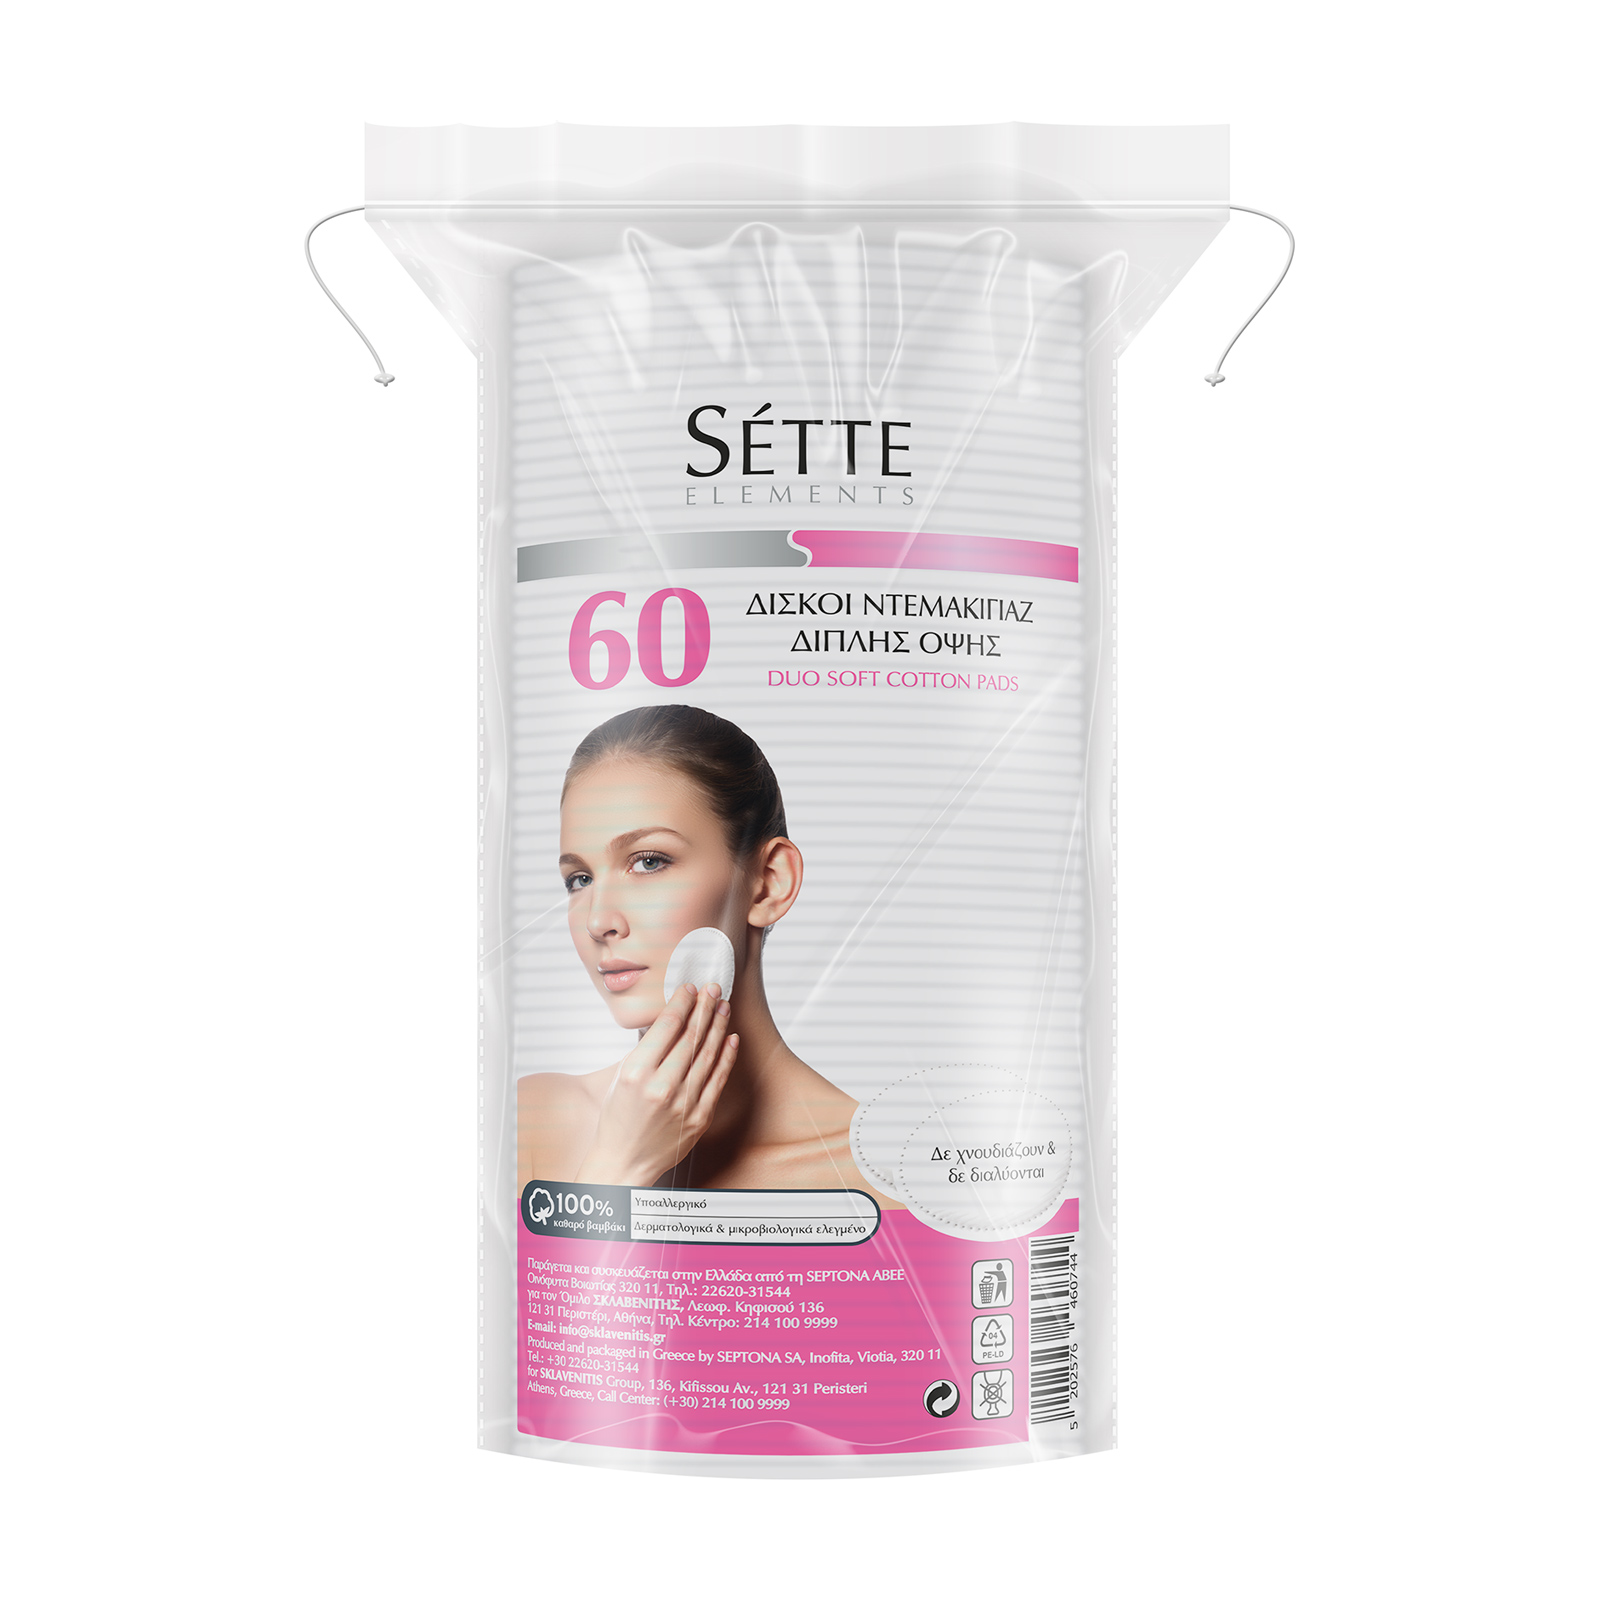 SÉTTE
ELEMENTS
60
ΔΙΣΚΟΙ ΝΤΕΜΑΚΙΓΙΑΖ
ΔΙΠΛΗΣ ΟΨΗΣ
DUO SOFT COTTON PADS
Δε χνουδιάζουν &
δε διαλύονται
100%
καθαρό βαμβάκι
Υποαλλεργικό
Δερματολογικά & μικροβιολογικά ελεγμένο
Παράγεται και συσκευάζεται στην Ελλάδα από τη SEPTONA ΑΒΕΕ
Οινόφυτα Βοιωτίας 320 11, Τηλ.: 22620-31544
για τον Όμιλο ΣΚΛΑΒΕΝΙΤΗΣ, Λεωφ. Κηφισού 136
121 31 Περιστέρι, Αθήνα, Τηλ. Κέντρο: 214 100 9999
E-mail: info@sklavenitis.gr
Produced and packaged in Greece by SEPTONA SA, Inofita, Viotia, 320 11
Tel.: +30 22620-31544
for SKLAVENITIS Group, 136, Kifissou Av., 121 31 Peristeri
Athens, Greece, Call Center: (+30) 214 100 9999
04
PE-LD
5 202576 460744